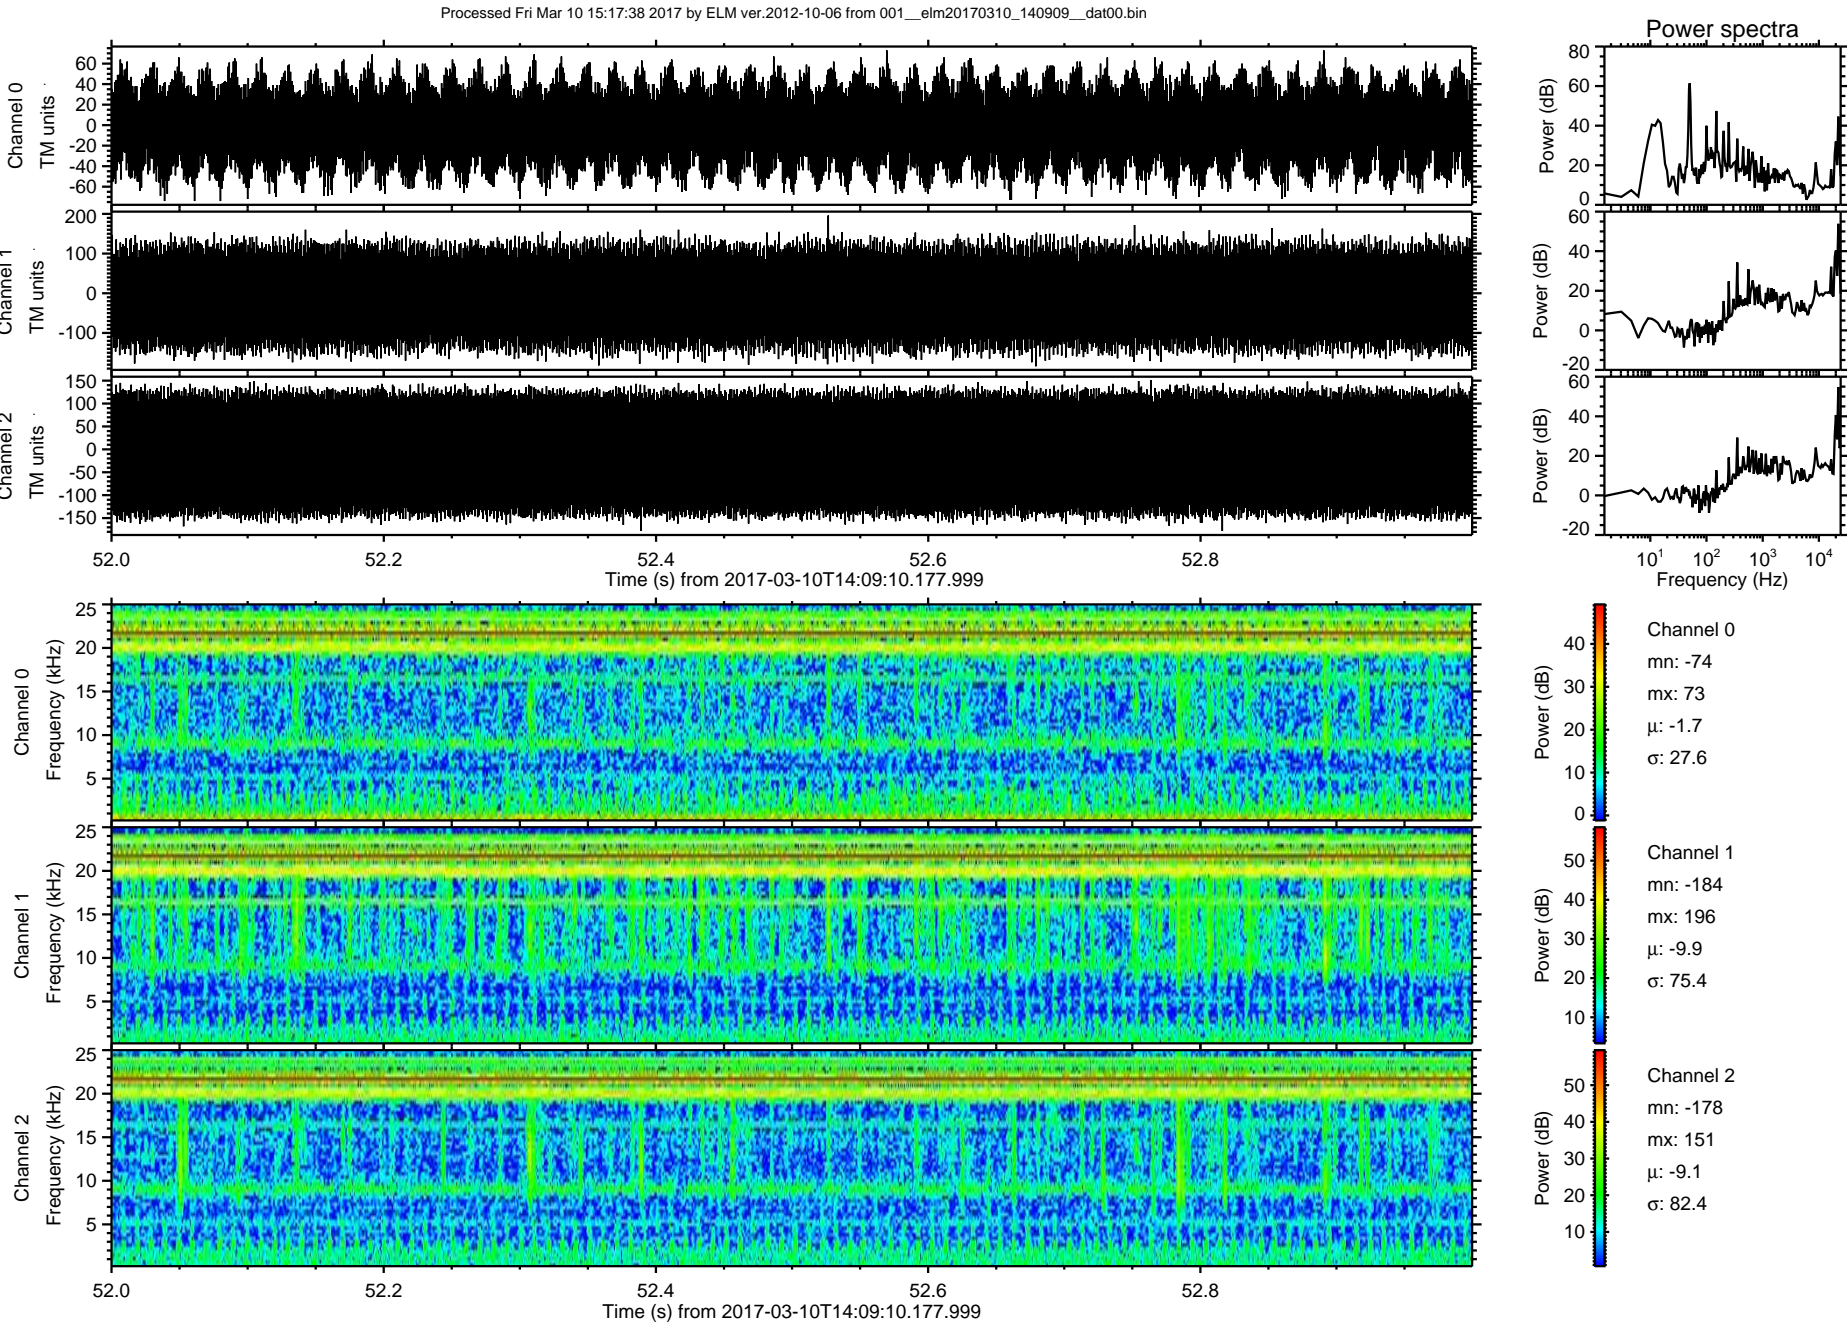 Processed Fri Mar 10 15:17:38 2017 by ELM ver.2012-10-06 from 001__elm20170310_140909__dat00.bin
Power spectra
Channel 0
TM units
60
40
20
0
-20
-40
-60
Power (dB)
80
60
40
20
0
Channel 1
TM units
200
100
0
-100
Power (dB)
60
40
20
0
-20
Channel 2
TM units
150
100
50
0
-50
-100
-150
Power (dB)
60
40
20
0
-20
52.0 52.2 52.4 52.6 52.8
Time (s) from 2017-03-10T14:09:10.177.999
10^1 10^2 10^3 10^4
Frequency (Hz)
Channel 0
Frequency (kHz)
25
20
15
10
5
Power (dB)
40
30
20
10
0
Channel 0
mn: -74
mx: 73
μ: -1.7
σ: 27.6
Channel 1
Frequency (kHz)
25
20
15
10
5
Power (dB)
50
40
30
20
10
Channel 1
mn: -184
mx: 196
μ: -9.9
σ: 75.4
Channel 2
Frequency (kHz)
25
20
15
10
5
Power (dB)
50
40
30
20
10
Channel 2
mn: -178
mx: 151
μ: -9.1
σ: 82.4
52.0 52.2 52.4 52.6 52.8
Time (s) from 2017-03-10T14:09:10.177.999